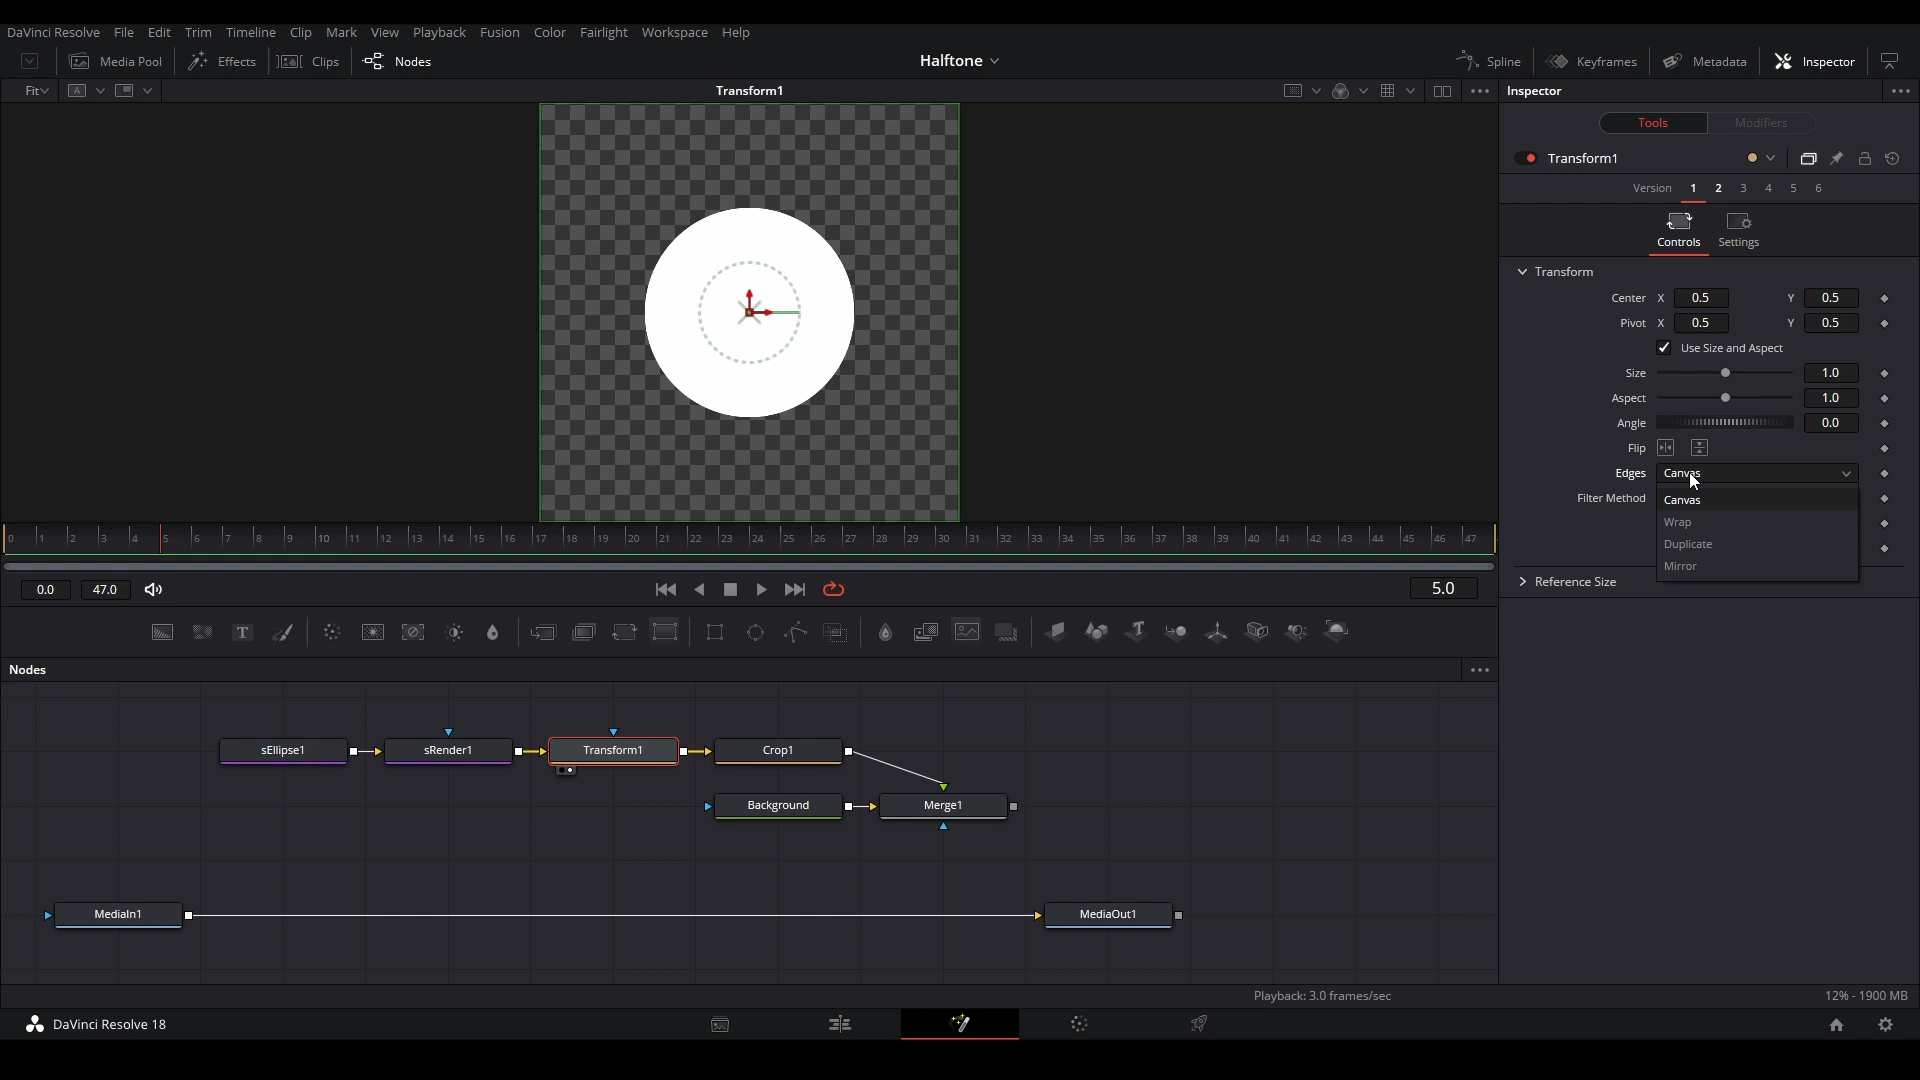 DaVinci Resolve File Edit Trim Timeline Clip Mark View Playback Fusion Color Fairlight Workspace Help
Media Pool Effects Clips Nodes Halftone Spline Keyframes Metadata Inspector
Fit A Transform1 Inspector
Tools Modifiers
Transform1
Version 1 2 3 4 5 6
Controls Settings
Transform
Center X 0.5 Y 0.5
Pivot X 0.5 Y 0.5
Use Size and Aspect
Size 1.0
Aspect 1.0
Angle 0.0
Flip
Edges Canvas
Filter Method Canvas
Wrap
Duplicate
Mirror
Reference Size
0 1 2 3 4 5 6 7 8 9 10 11 12 13 14 15 16 17 18 19 20 21 22 23 24 25 26 27 28 29 30 31 32 33 34 35 36 37 38 39 40 41 42 43 44 45 46 47
0.0 47.0 5.0
T
T
Nodes
sEllipse1 sRender1 Transform1 Crop1
Background Merge1
MediaIn1 MediaOut1
Playback: 3.0 frames/sec 12% - 1900 MB
DaVinci Resolve 18